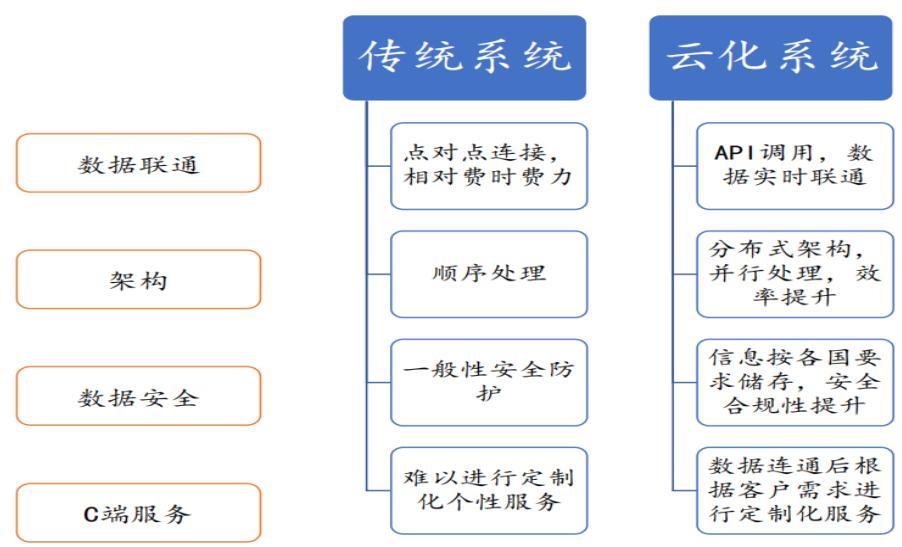 传统系统
云化系统
数据联通
点对点连接，
相对费时费力
API调用，数
据实时联通
架构
顺序处理
分布式架构，
并行处理，效
率提升
数据安全
一般性安全防
护
信息按各国要
求储存，安全
合规性提升
C端服务
难以进行定制
化个性服务
数据连通后根
据客户需求进
行定制化服务